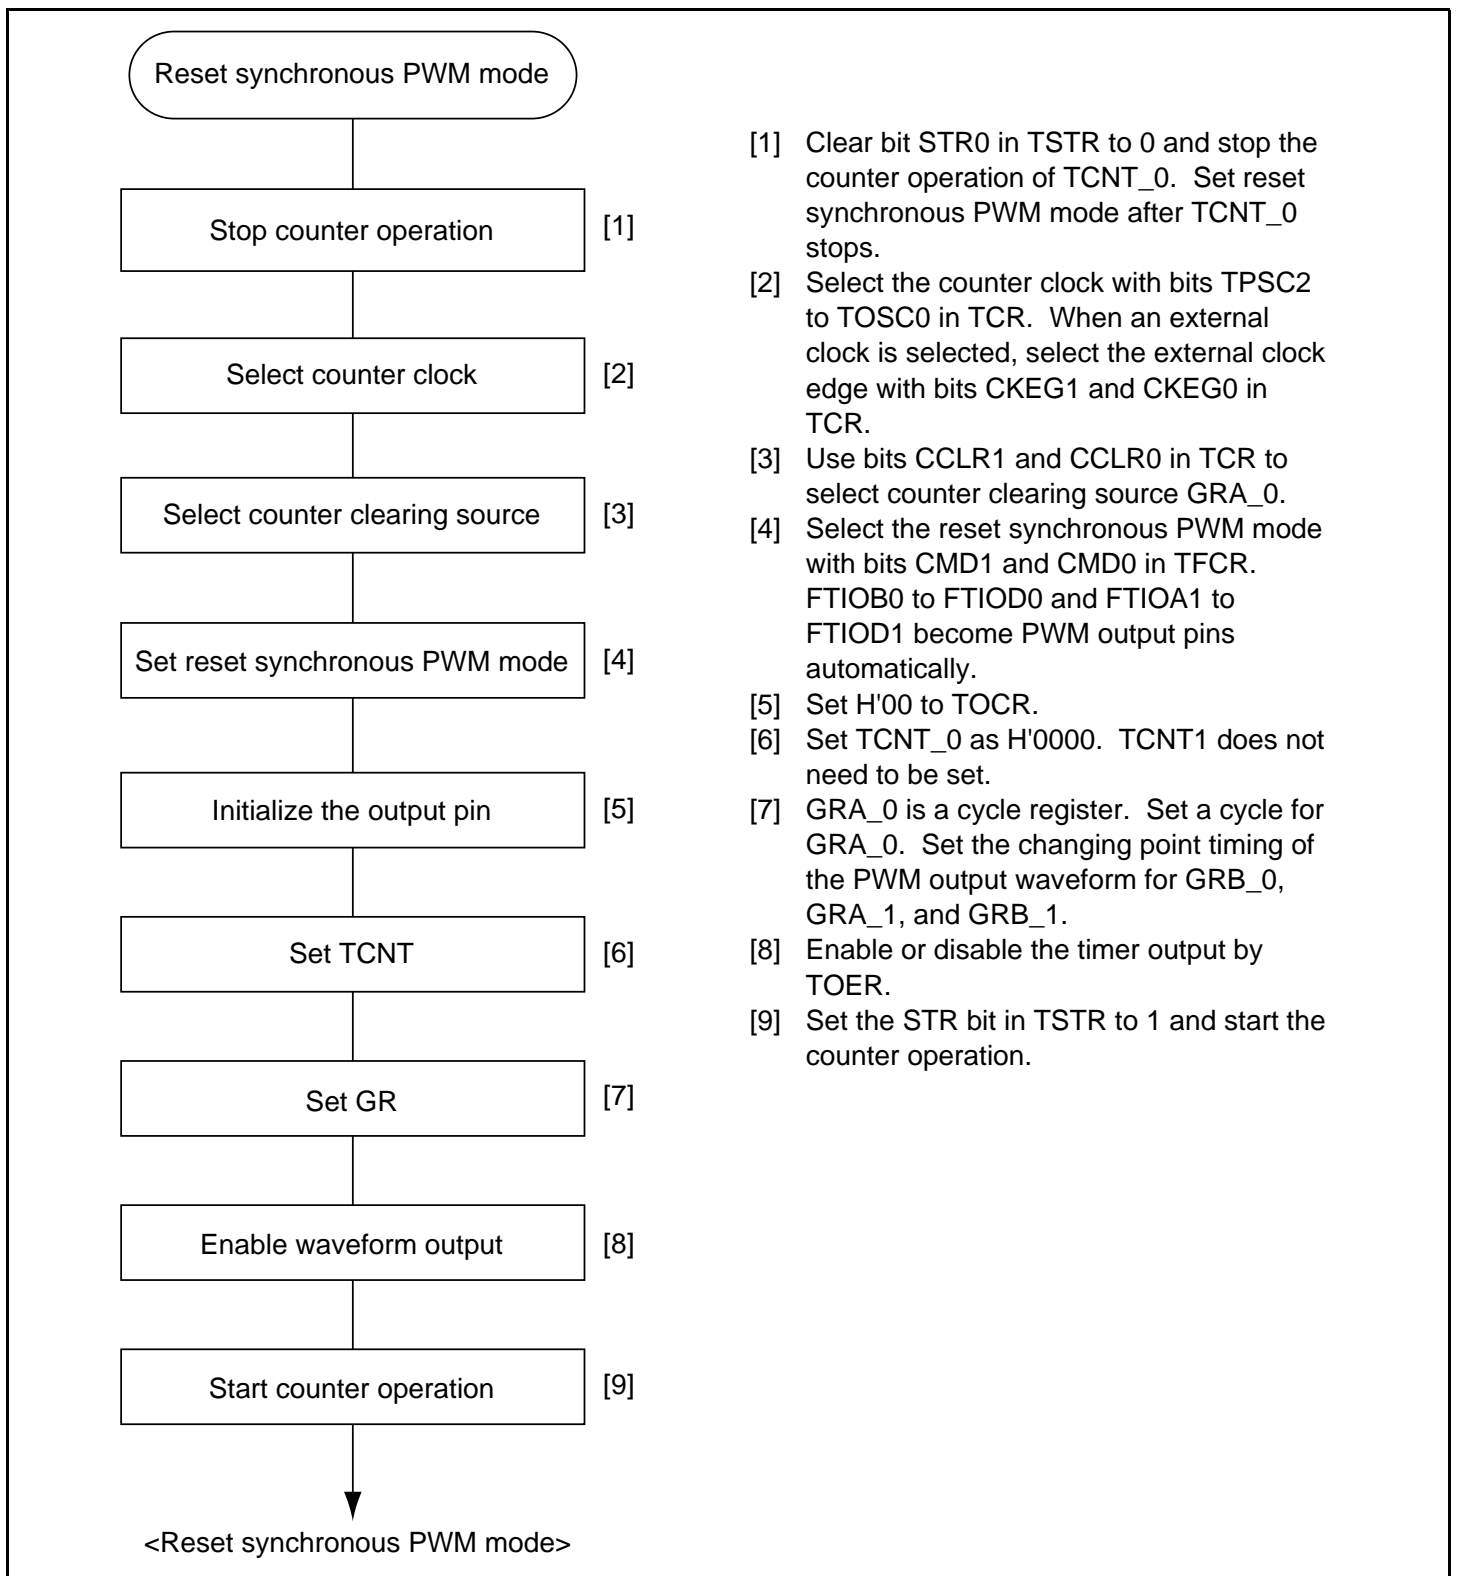 Reset synchronous PWM mode
Stop counter operation [1]
Select counter clock [2]
Select counter clearing source [3]
Set reset synchronous PWM mode [4]
Initialize the output pin [5]
Set TCNT [6]
Set GR [7]
Enable waveform output [8]
Start counter operation [9]
<Reset synchronous PWM mode>
[1] Clear bit STR0 in TSTR to 0 and stop the
counter operation of TCNT_0. Set reset
synchronous PWM mode after TCNT_0
stops.
[2] Select the counter clock with bits TPSC2
to TOSC0 in TCR. When an external
clock is selected, select the external clock
edge with bits CKEG1 and CKEG0 in
TCR.
[3] Use bits CCLR1 and CCLR0 in TCR to
select counter clearing source GRA_0.
[4] Select the reset synchronous PWM mode
with bits CMD1 and CMD0 in TFCR.
FTIOB0 to FTIOD0 and FTIOA1 to
FTIOD1 become PWM output pins
automatically.
[5] Set H'00 to TOCR.
[6] Set TCNT_0 as H'0000. TCNT1 does not
need to be set.
[7] GRA_0 is a cycle register. Set a cycle for
GRA_0. Set the changing point timing of
the PWM output waveform for GRB_0,
GRA_1, and GRB_1.
[8] Enable or disable the timer output by
TOER.
[9] Set the STR bit in TSTR to 1 and start the
counter operation.